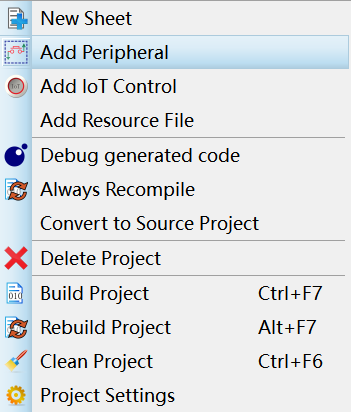 New Sheet
Add Peripheral
Add IoT Control
Add Resource File
Debug generated code
Always Recompile
Convert to Source Project
Delete Project
Build Project Ctrl+F7
Rebuild Project Alt+F7
Clean Project Ctrl+F6
Project Settings